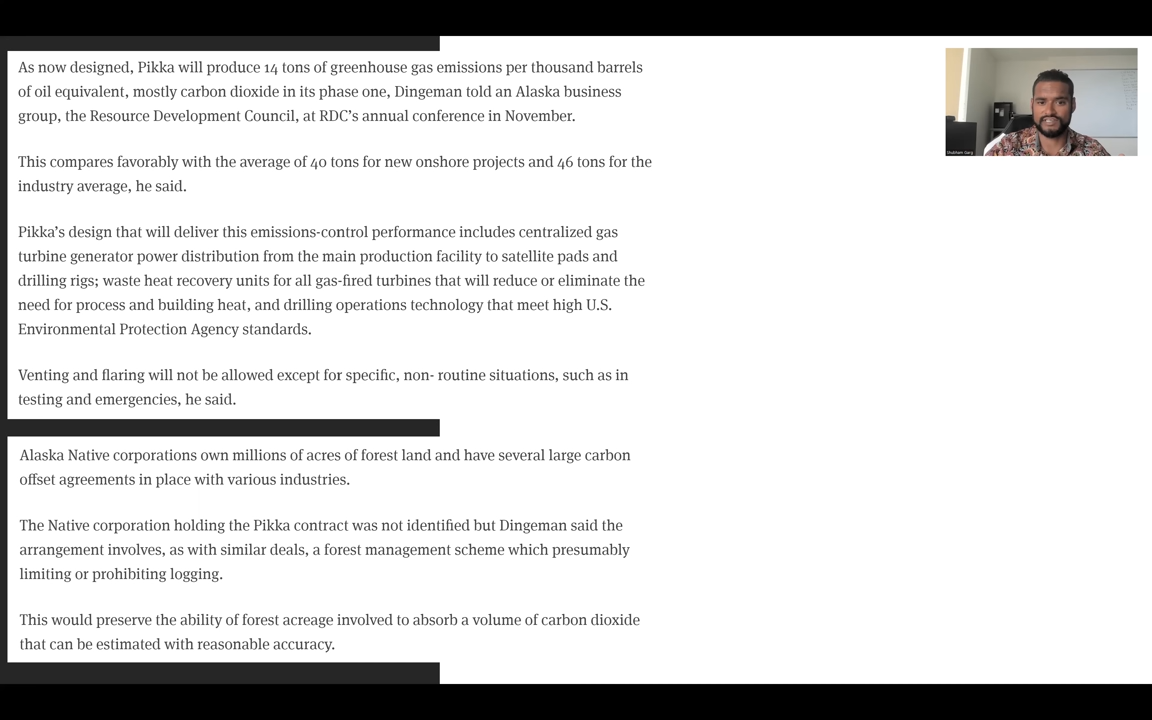 As now designed, Pikka will produce 14 tons of greenhouse gas emissions per thousand barrels
of oil equivalent, mostly carbon dioxide in its phase one, Dingeman told an Alaska business
group, the Resource Development Council, at RDC’s annual conference in November.
This compares favorably with the average of 40 tons for new onshore projects and 46 tons for the
industry average, he said.
Pikka’s design that will deliver this emissions-control performance includes centralized gas
turbine generator power distribution from the main production facility to satellite pads and
drilling rigs; waste heat recovery units for all gas-fired turbines that will reduce or eliminate the
need for process and building heat, and drilling operations technology that meet high U.S.
Environmental Protection Agency standards.
Venting and flaring will not be allowed except for specific, non- routine situations, such as in
testing and emergencies, he said.
Alaska Native corporations own millions of acres of forest land and have several large carbon
offset agreements in place with various industries.
The Native corporation holding the Pikka contract was not identified but Dingeman said the
arrangement involves, as with similar deals, a forest management scheme which presumably
limiting or prohibiting logging.
This would preserve the ability of forest acreage involved to absorb a volume of carbon dioxide
that can be estimated with reasonable accuracy.
Shubham Garg